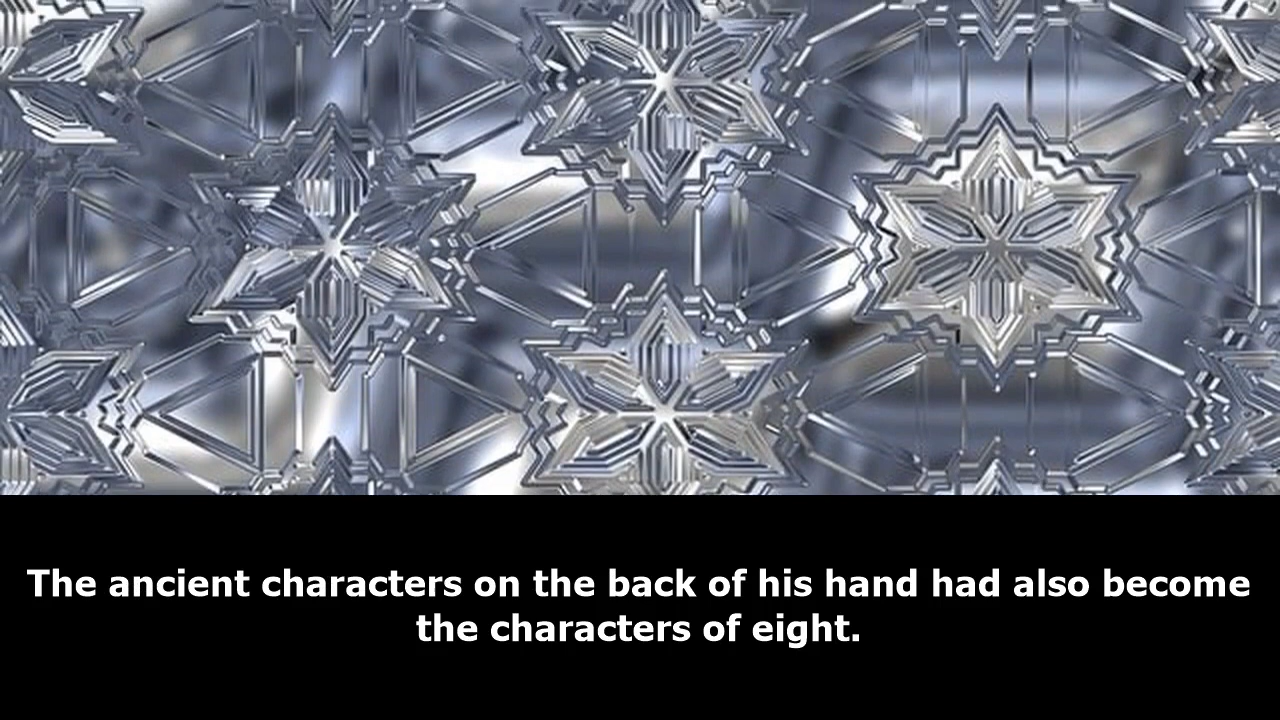 The ancient characters on the back of his hand had also become
the characters of eight.